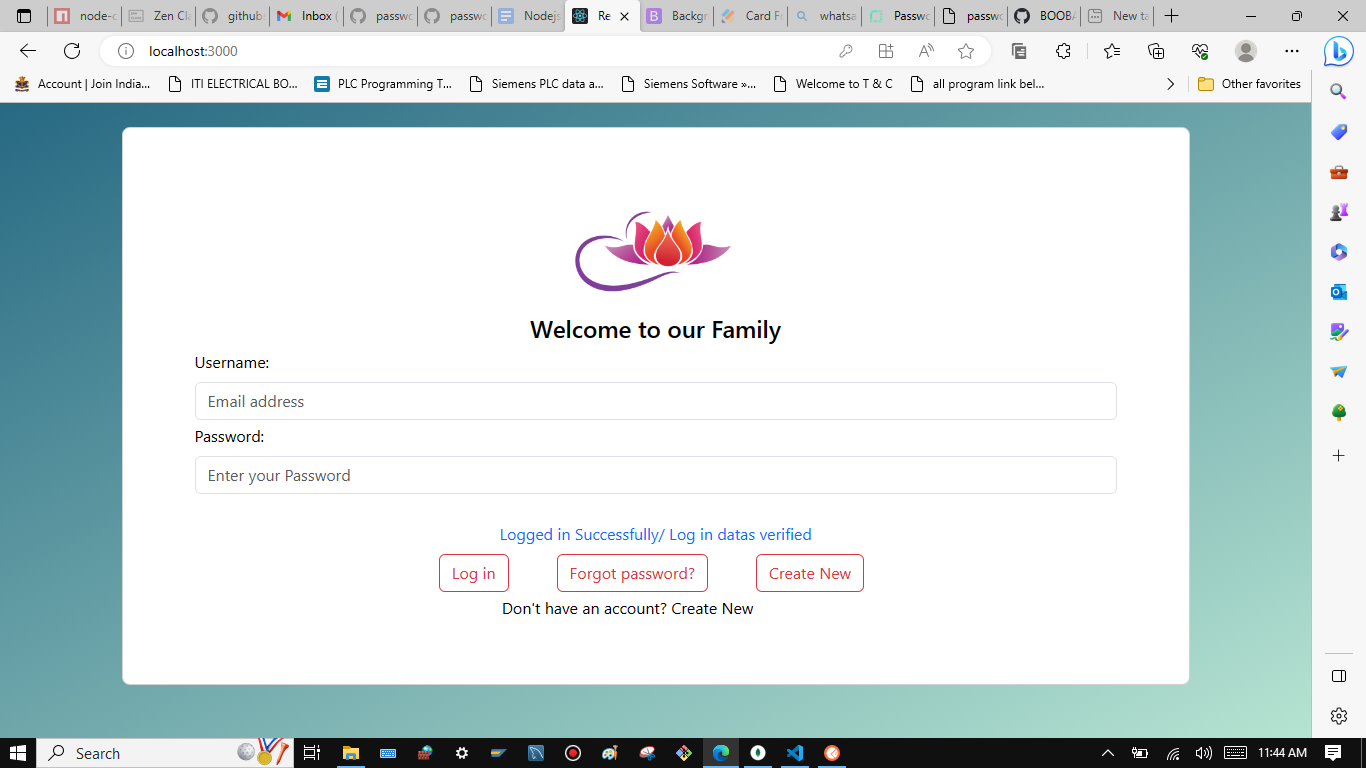 node-c
Zen Cl
github
Inbox (
passwo
passwo
Nodejs
Re
Backgr
Card F
whatsa
Passwo
passwo
BOOBA
New ta
localhost:3000
Account | Join India...
ITI ELECTRICAL BO...
PLC Programming T...
Siemens PLC data a...
Siemens Software »...
Welcome to T & C
all program link bel...
Other favorites
Welcome to our Family
Username:
Email address
Password:
Enter your Password
Logged in Successfully/ Log in datas verified
Log in
Forgot password?
Create New
Don't have an account? Create New
Search
11:44 AM